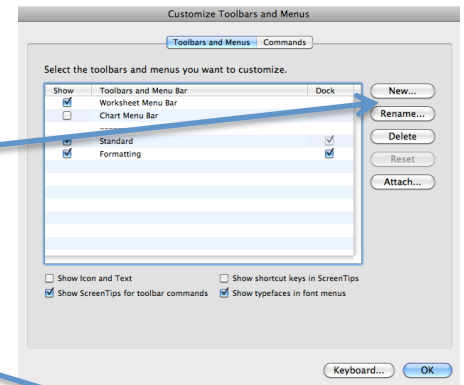 Customize Toolbars and Menus
Toolbars and Menus Commands
Select the toolbars and menus you want to customize.
Show Toolbars and Menu Bar Dock
Worksheet Menu Bar
Chart Menu Bar
--------
Standard
Formatting
New...
Rename...
Delete
Reset
Attach...
Show Icon and Text Show shortcut keys in ScreenTips
Show ScreenTips for toolbar commands Show typefaces in font menus
Keyboard... OK